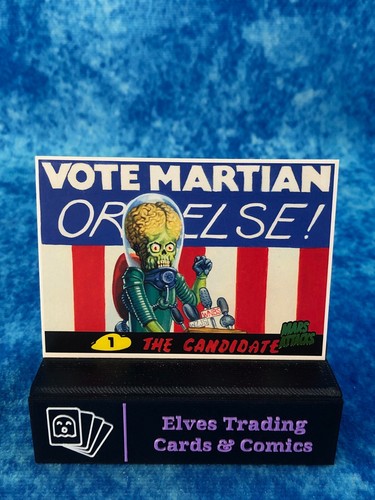 VOTE MARTIAN
OR ELSE!
1 THE CANDIDATE
MARS
ATTACKS
Elves Trading
Cards & Comics